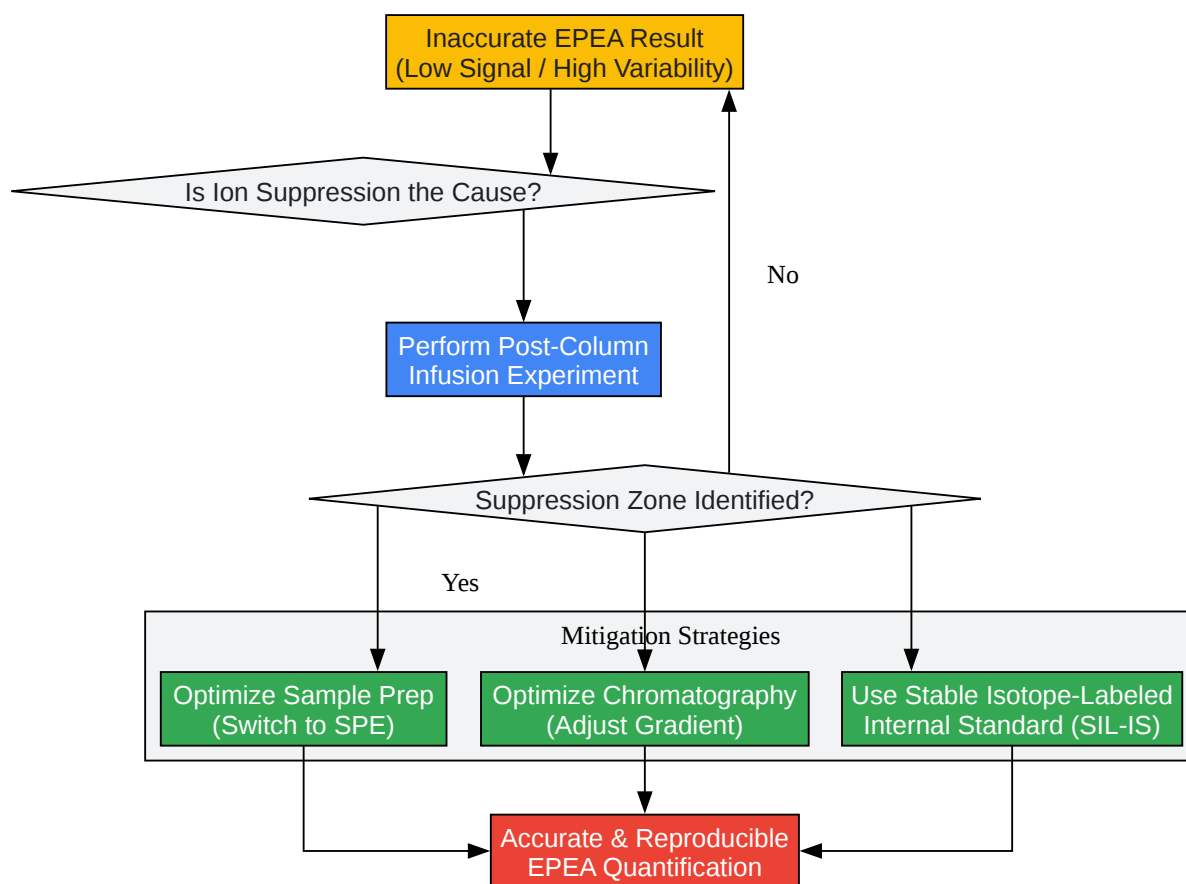 Inaccurate EPEA Result
(Low Signal / High Variability)
Is Ion Suppression the Cause?
No
Perform Post-Column
Infusion Experiment
Suppression Zone Identified?
Yes
Mitigation Strategies
Optimize Sample Prep
(Switch to SPE)
Optimize Chromatography
(Adjust Gradient)
Use Stable Isotope-Labeled
Internal Standard (SIL-IS)
Accurate & Reproducible
EPEA Quantification